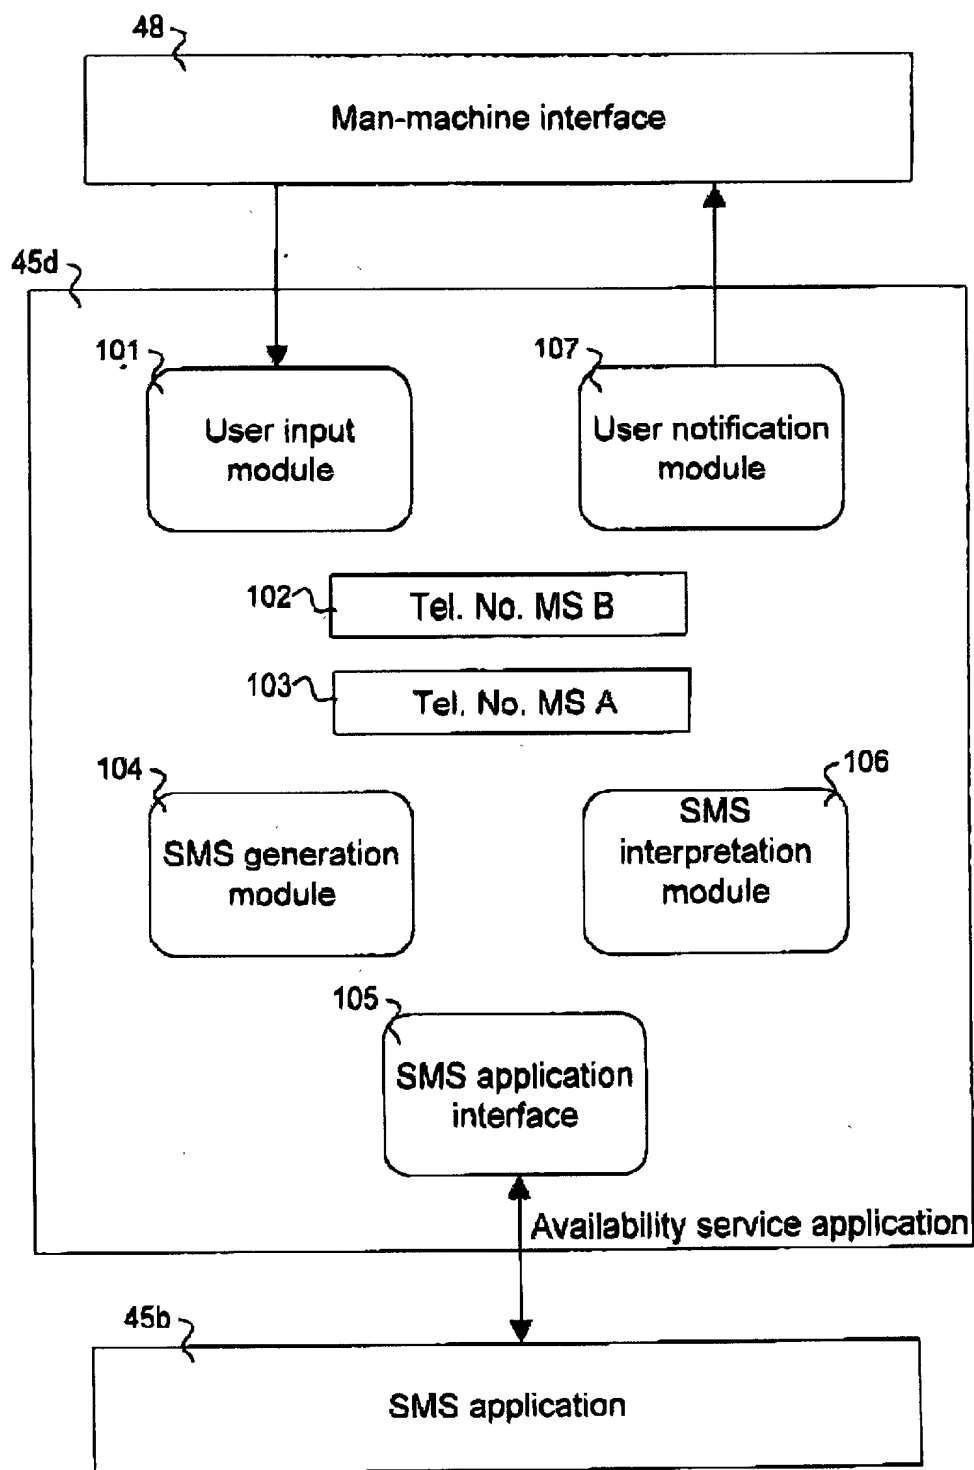 48
Man-machine interface
45d
101
107
User input
module
User notification
module
102
Tel. No. MS B
103
Tel. No. MS A
104
106
SMS generation
module
SMS
interpretation
module
105
SMS application
interface
Availability service application
45b
SMS application